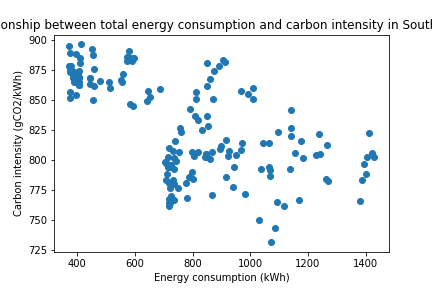 onship between total energy consumption and carbon intensity in South
900
875
850
825
800
775
750
725
Carbon intensity (gCO2/kWh)
400 600 800 1000 1200 1400
Energy consumption (kWh)